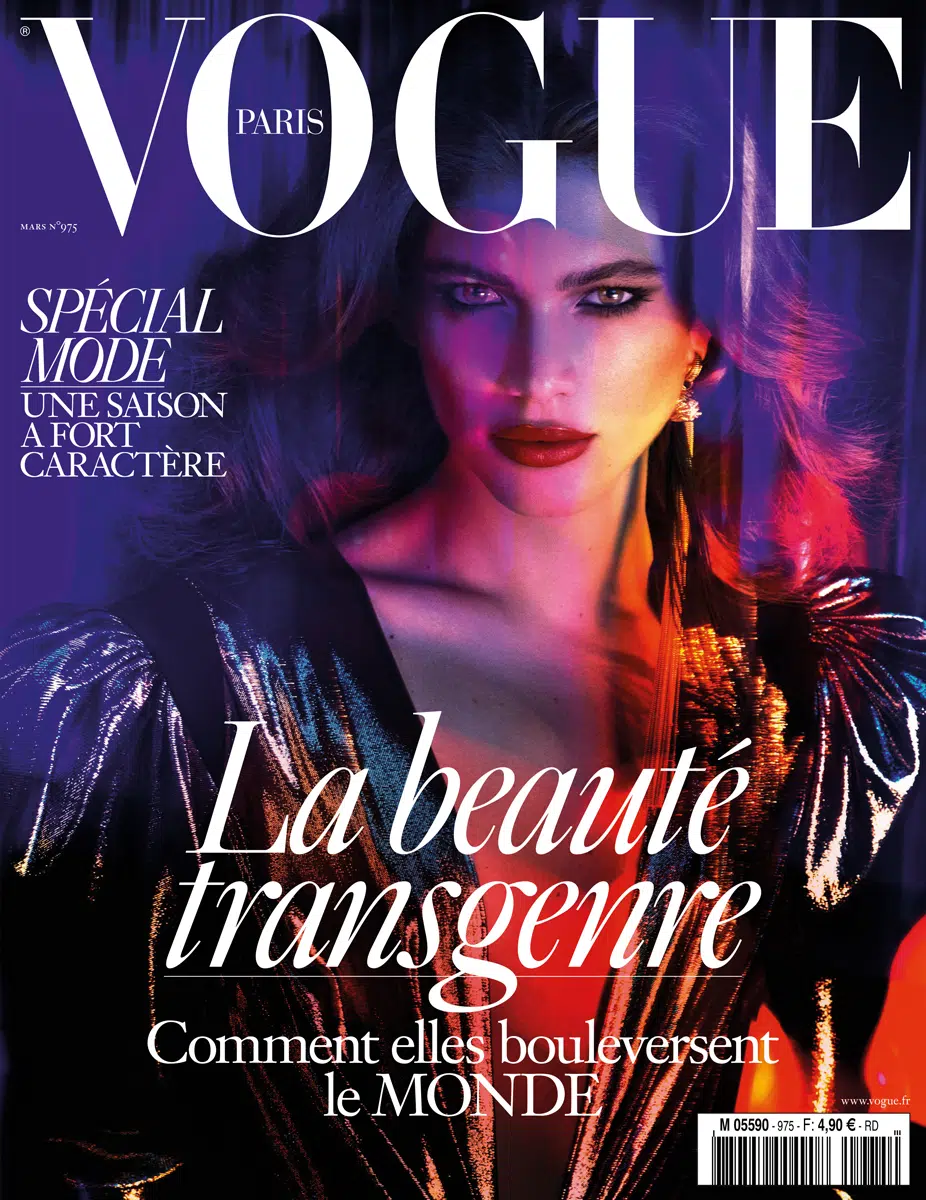 ®
VOGUE
PARIS
MARS N°975
SPÉCIAL
MODE
UNE SAISON
A FORT
CARACTÈRE
La beauté
transgenre
Comment elles bouleversent
le MONDE
www.vogue.fr
M 05590 - 975 - F: 4,90 € - RD